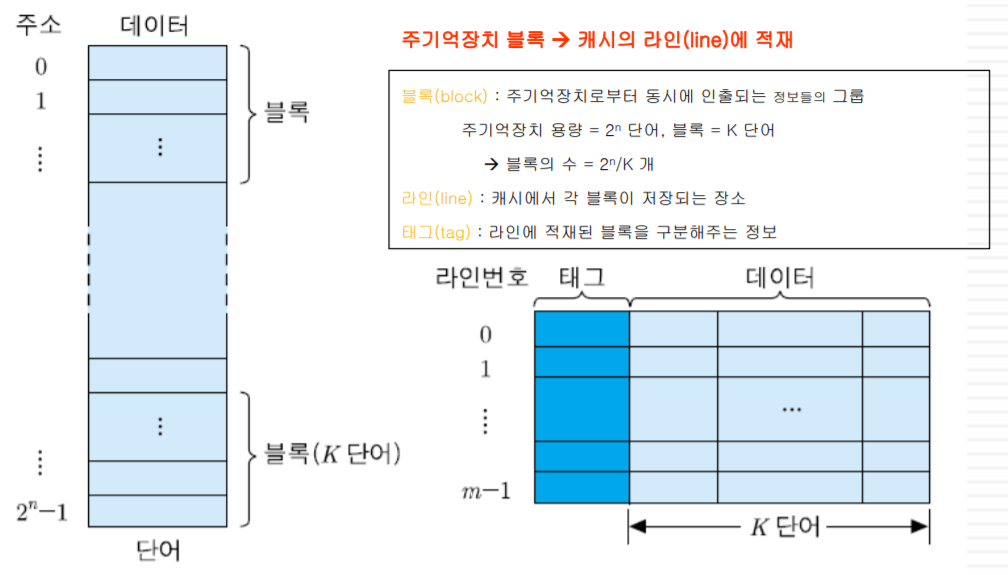 주소
데이터
0
1
⋮
⋮
블록
블록(K 단어)
⋮
⋮
2ⁿ−1
단어
주기억장치 블록 → 캐시의 라인(line)에 적재
블록(block) : 주기억장치로부터 동시에 인출되는 정보들의 그룹
주기억장치 용량 = 2ⁿ 단어, 블록 = K 단어
→ 블록의 수 = 2ⁿ/K 개
라인(line) : 캐시에서 각 블록이 저장되는 장소
태그(tag) : 라인에 적재된 블록을 구분해주는 정보
라인번호 태그 데이터
0
1
⋮
…
m−1
K 단어